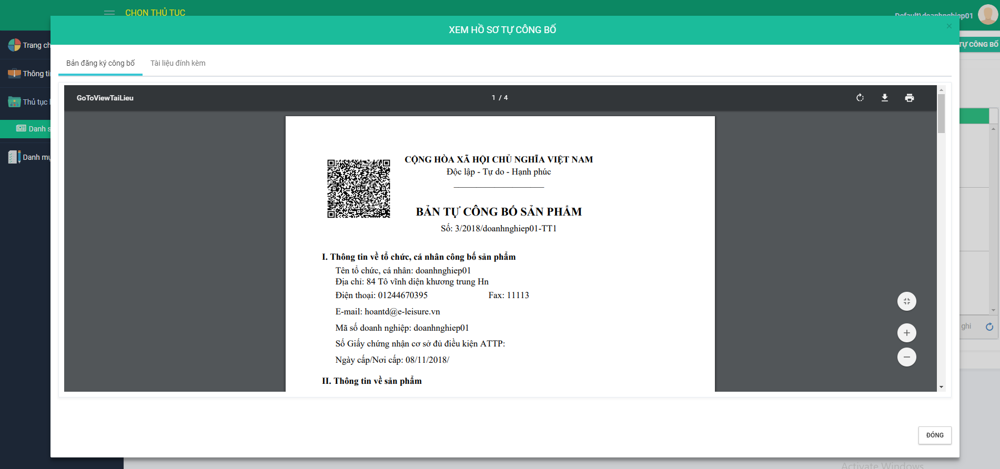 CHỌN THỦ TỤC
XEM HỒ SƠ TỰ CÔNG BỐ
Default\doanhnghiep01
TỰ CÔNG BỐ
Trang
Thông
Thủ tục
Danh
Danh
Bản đăng ký công bố
Tài liệu đính kèm
GoToViewTaiLieu
1 / 4
CỘNG HÒA XÃ HỘI CHỦ NGHĨA VIỆT NAM
Độc lập - Tự do - Hạnh phúc
BẢN TỰ CÔNG BỐ SẢN PHẨM
Số: 3/2018/doanhnghiep01-TT1
I. Thông tin về tổ chức, cá nhân công bố sản phẩm
Tên tổ chức, cá nhân: doanhnghiep01
Địa chỉ: 84 Tô vĩnh diện khương trung Hn
Điện thoại: 01244670395 Fax: 11113
E-mail: hoantd@e-leisure.vn
Mã số doanh nghiệp: doanhnghiep01
Số Giấy chứng nhận cơ sở đủ điều kiện ATTP:
Ngày cấp/Nơi cấp: 08/11/2018/
II. Thông tin về sản phẩm
ghi
ĐÓNG
Activate Windows